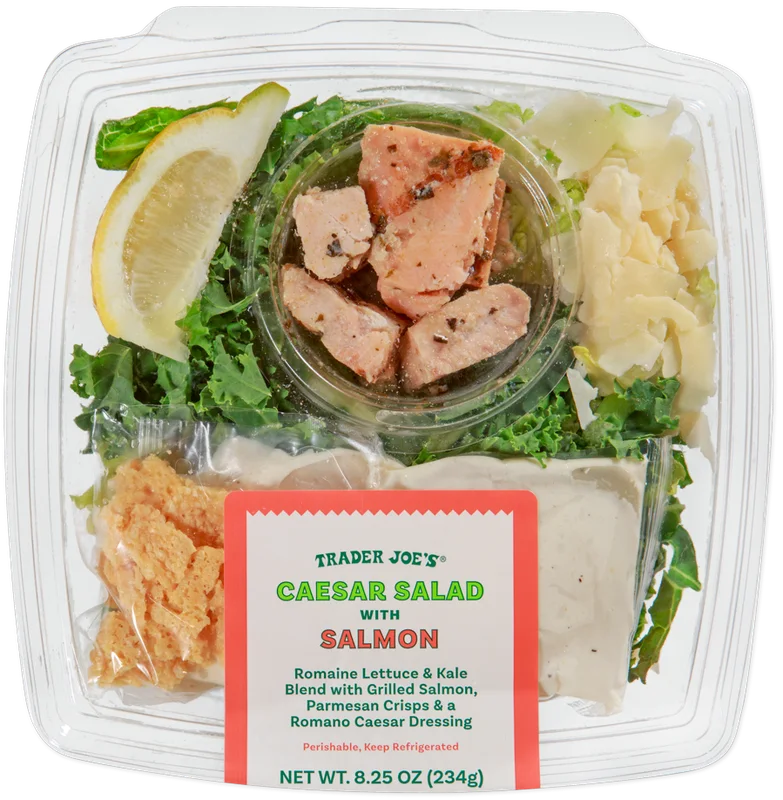 TRADER JOE'S®
CAESAR SALAD
WITH
SALMON
Romaine Lettuce & Kale
Blend with Grilled Salmon,
Parmesan Crisps & a
Romano Caesar Dressing
Perishable, Keep Refrigerated
NET WT. 8.25 OZ (234g)